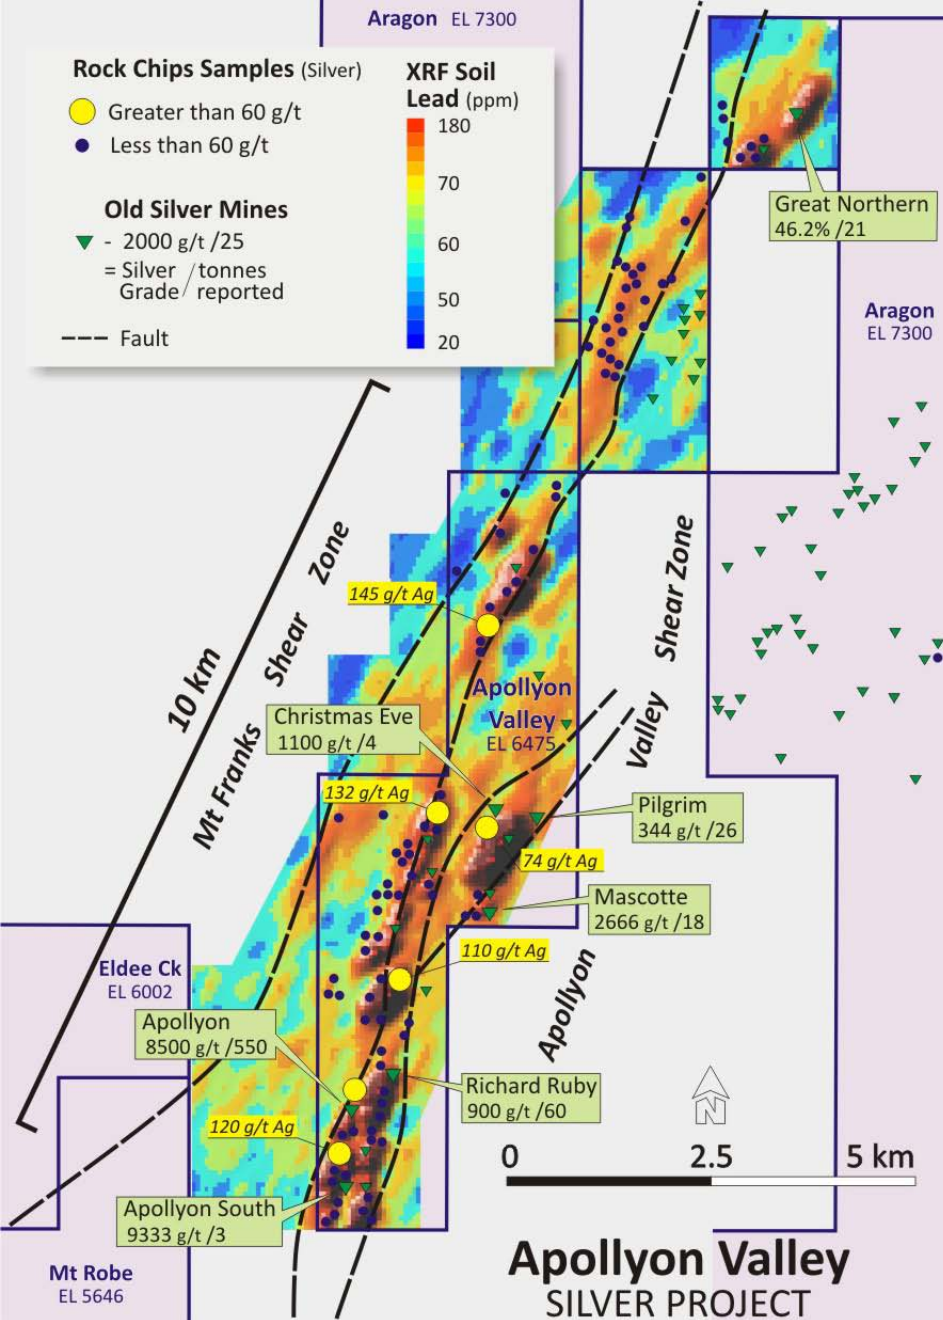 Aragon EL 7300
Rock Chips Samples (Silver)
Greater than 60 g/t
Less than 60 g/t
Old Silver Mines
- 2000 g/t /25
= Silver / tonnes
Grade / reported
Fault
XRF Soil
Lead (ppm)
180
70
60
50
20
Great Northern
46.2% /21
Aragon
EL 7300
10 km
Mt Franks Shear Zone
145 g/t Ag
Apollyon
Valley
EL 6475
Christmas Eve
1100 g/t /4
132 g/t Ag
Pilgrim
344 g/t /26
74 g/t Ag
Mascotte
2666 g/t /18
110 g/t Ag
Apollyon Valley Shear Zone
Eldee Ck
EL 6002
Apollyon
8500 g/t /550
Richard Ruby
900 g/t /60
120 g/t Ag
Apollyon South
9333 g/t /3
N
0 2.5 5 km
Mt Robe
EL 5646
Apollyon Valley
SILVER PROJECT